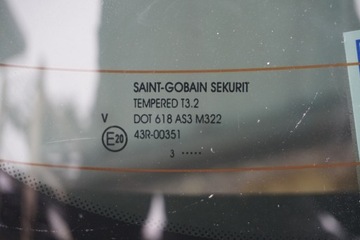 SAINT-GOBAIN SEKURIT
TEMPERED T3.2
V DOT 618 AS3 M322
E20 43R-00351
3 •••••